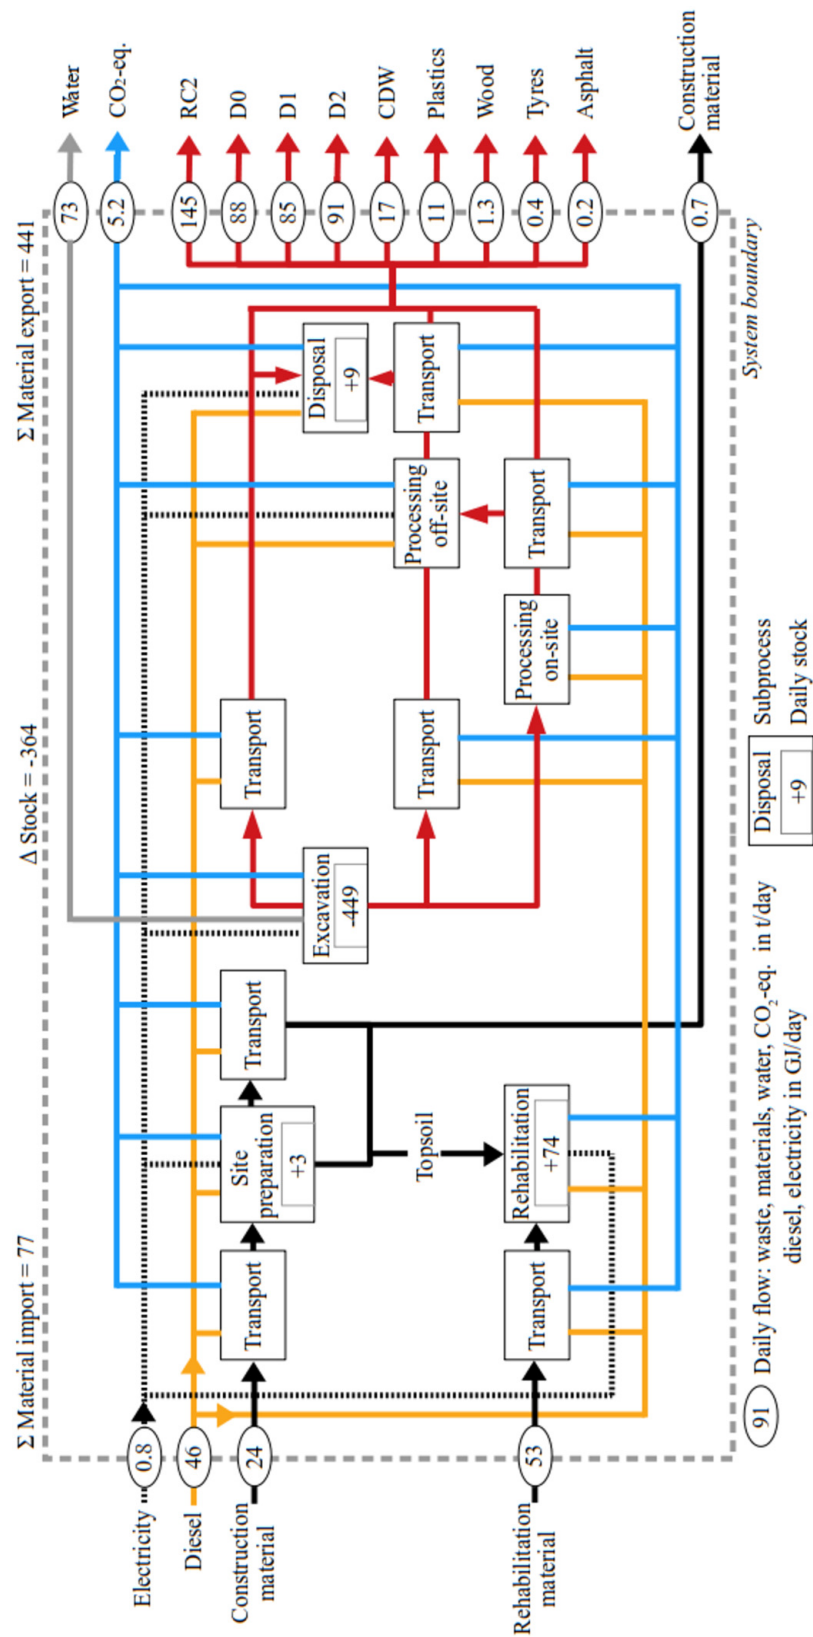 Σ Material import = 77
Δ Stock = -364
Σ Material export = 441
Electricity
0.8
Diesel
46
Construction
material
24
Rehabilitation
material
53
Transport
Site
preparation
+3
Transport
Topsoil
Transport
Rehabilitation
+74
Excavation
-449
Transport
Transport
Processing
on-site
Transport
Processing
off-site
Transport
Disposal
+9
73
Water
5.2
CO₂-eq.
145
RC2
88
D0
85
D1
91
D2
17
CDW
11
Plastics
1.3
Wood
0.4
Tyres
0.2
Asphalt
0.7
Construction
material
System boundary
91
Daily flow: waste, materials, water, CO₂-eq. in t/day
diesel, electricity in GJ/day
Disposal
+9
Subprocess
Daily stock